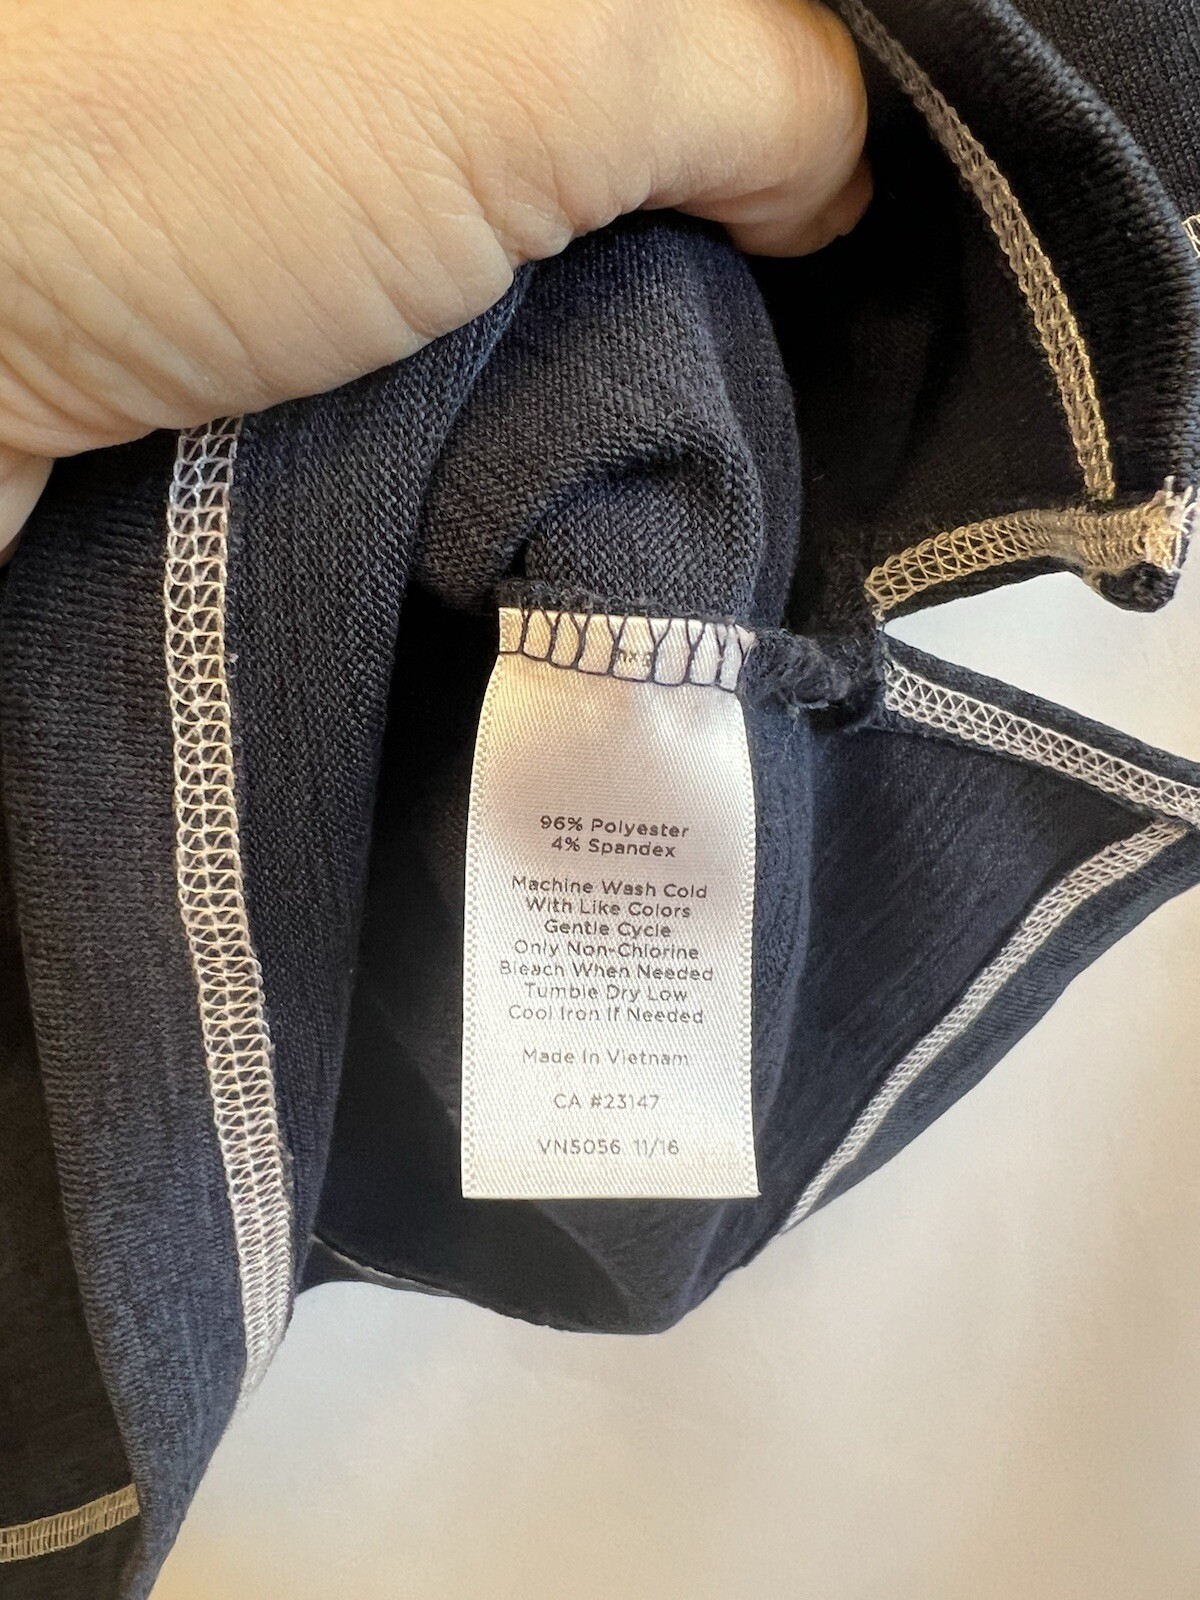 96% Polyester
4% Spandex
Machine Wash Cold
With Like Colors
Gentle Cycle
Only Non-Chlorine
Bleach When Needed
Tumble Dry Low
Cool Iron If Needed
Made In Vietnam
CA #23147
VN5056 11/16